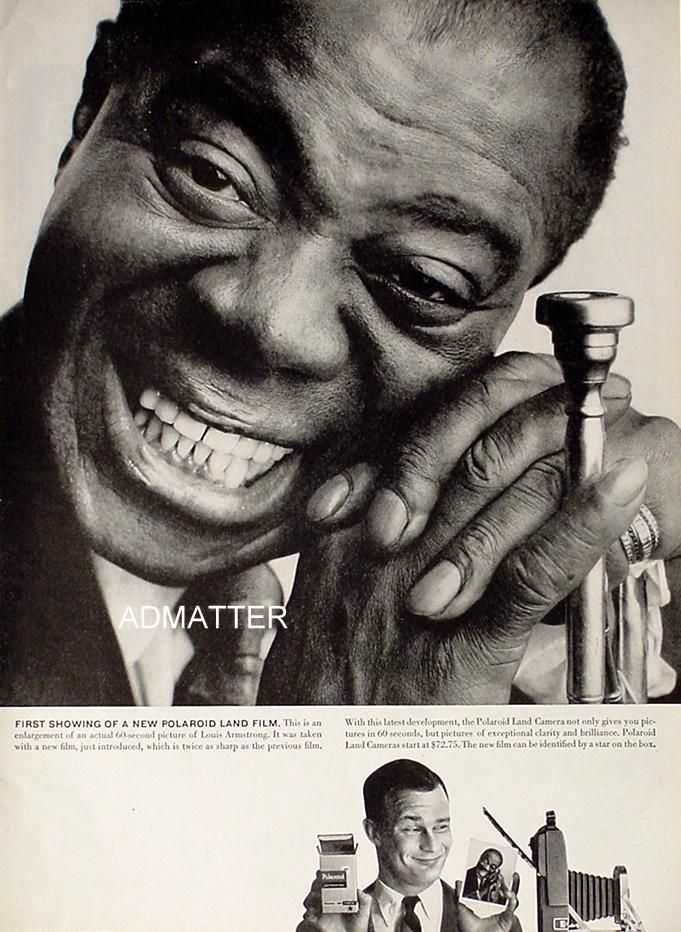 ADMATTER
FIRST SHOWING OF A NEW POLAROID LAND FILM. This is an
enlargement of an actual 60-second picture of Louis Armstrong. It was taken
with a new film, just introduced, which is twice as sharp as the previous film.
With this latest development, the Polaroid Land Camera not only gives you pic-
tures in 60 seconds, but pictures of exceptional clarity and brilliance. Polaroid
Land Cameras start at $72.75. The new film can be identified by a star on the box.
Polaroid